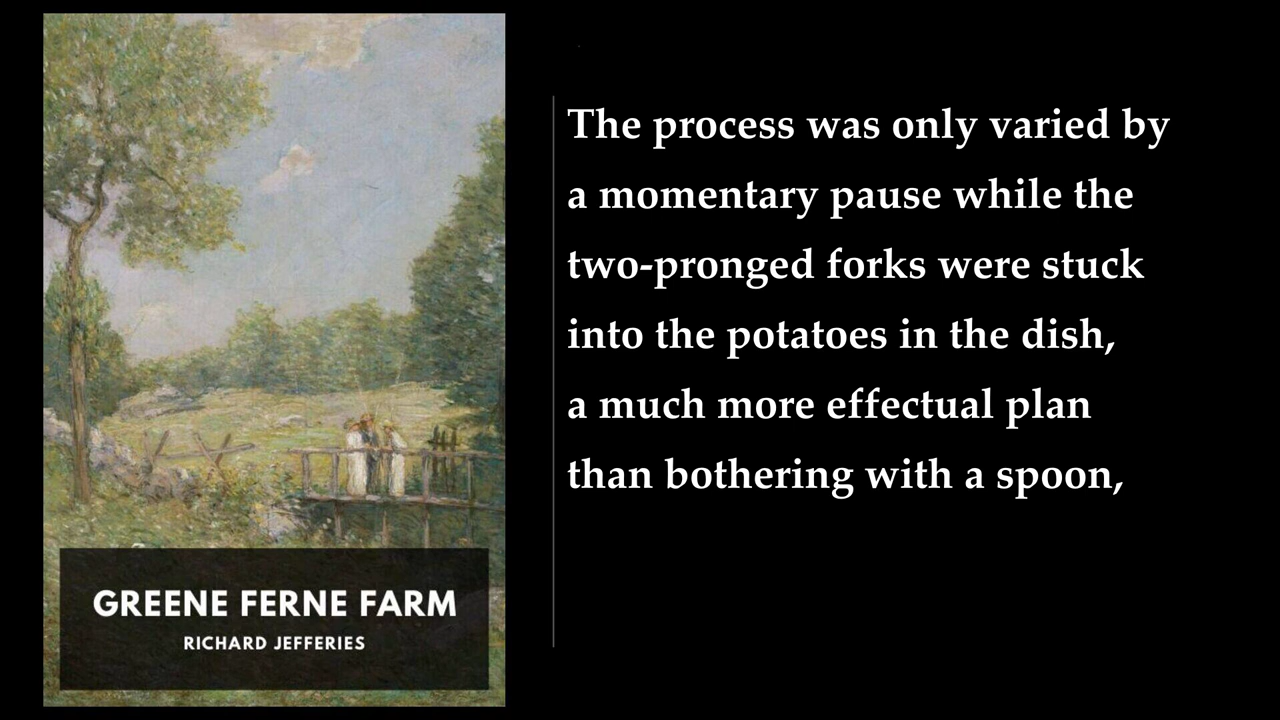 GREENE FERNE FARM
RICHARD JEFFERIES
The process was only varied by
a momentary pause while the
two-pronged forks were stuck
into the potatoes in the dish,
a much more effectual plan
than bothering with a spoon,